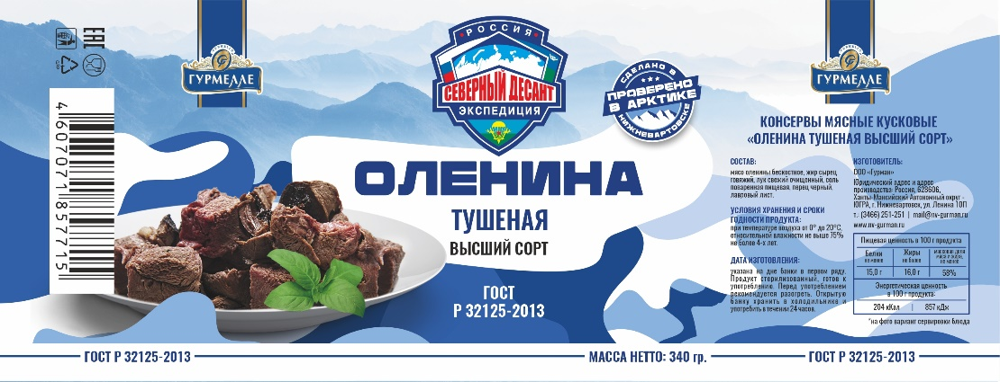 EAC
4 607071 857715
ГУРМЕЛЛЕ
РОССИЯ
СЕВЕРНЫЙ ДЕСАНТ
ЭКСПЕДИЦИЯ
СДЕЛАНО В
ПРОВЕРЕНО
В АРКТИКЕ
НИЖНЕВАРТОВСКЕ
ОЛЕНИНА
ТУШЕНАЯ
ВЫСШИЙ СОРТ
ГОСТ
Р 32125-2013
ГУРМЕЛЛЕ
КОНСЕРВЫ МЯСНЫЕ КУСКОВЫЕ
«ОЛЕНИНА ТУШЕНАЯ ВЫСШИЙ СОРТ»
СОСТАВ:
мясо оленины бескостное, жир сырец
говяжий, лук свежий очищенный, соль
поваренная пищевая, перец черный,
лавровый лист.
УСЛОВИЯ ХРАНЕНИЯ И СРОКИ
ГОДНОСТИ ПРОДУКТА:
при температуре воздуха от 0° до 20°С,
относительной влажности не выше 75%
не более 4-х лет.
ДАТА ИЗГОТОВЛЕНИЯ:
указана на дне банки в первом ряду.
Продукт стерилизованный, готов к
употреблению. Перед употреблением
рекомендуется разогреть. Открытую
банку хранить в холодильнике и
употребить в течении 24 часов.
ИЗГОТОВИТЕЛЬ:
ООО «Гурман»
Юридический адрес и адрес
производства: Россия, 628606,
Ханты-Мансийский Автономный округ -
ЮГРА, г. Нижневартовск, ул. Ленина 10П
т.: (3466) 251-251 | mail@nv-gurman.ru
www.nv-gurman.ru
Пищевая ценность в 100 г продукта
Белки
не менее
Жиры
не более
массовая доля
мяса и жира,
не менее
15,0 г
16,0 г
58%
Энергетическая ценность
в 100 г продукта:
204 кКал | 857 кДж
*на фото вариант сервировки блюда
ГОСТ Р 32125-2013
МАССА НЕТТО: 340 гр.
ГОСТ Р 32125-2013